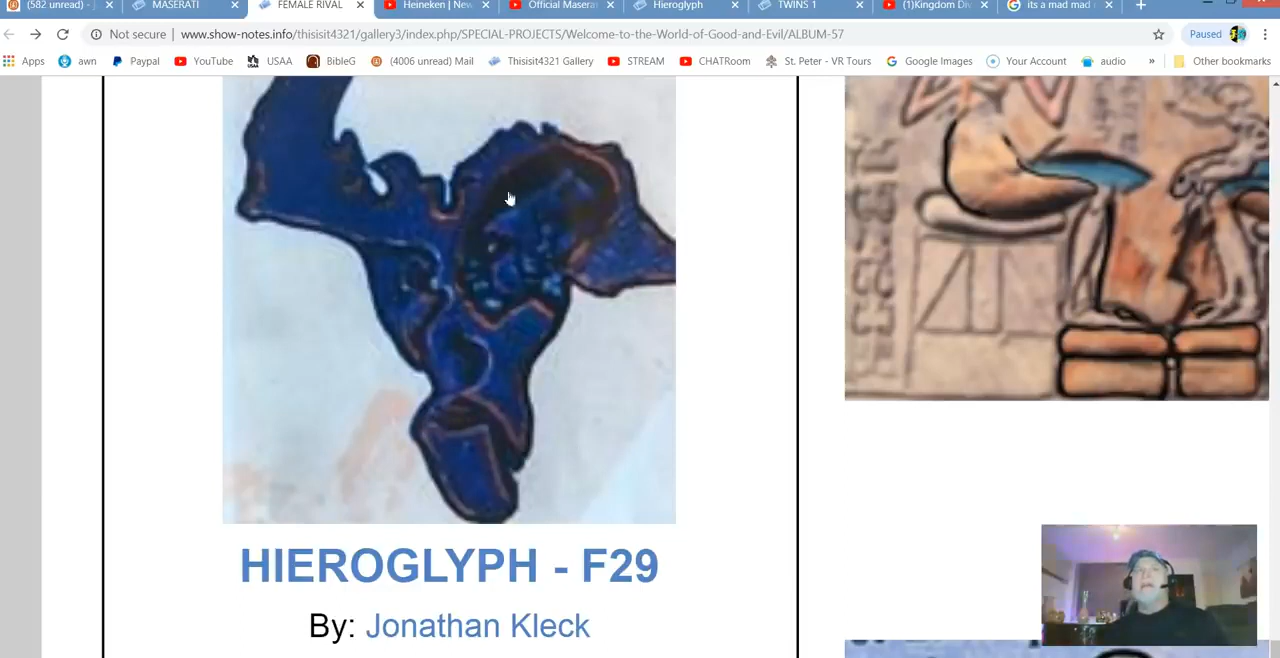 (582 unread) -
MASERATI
FEMALE RIVAL
Heineken | New
Official Masera
Hieroglyph
TWINS 1
(1)Kingdom Div
its a mad mad
Not secure
www.show-notes.info/thisisit4321/gallery3/index.php/SPECIAL-PROJECTS/Welcome-to-the-World-of-Good-and-Evil/ALBUM-57
Paused
Apps
awn
Paypal
YouTube
USAA
BibleG
(4006 unread) Mail
Thisisit4321 Gallery
STREAM
CHATRoom
St. Peter - VR Tours
Google Images
Your Account
audio
»
Other bookmarks
HIEROGLYPH - F29
By: Jonathan Kleck